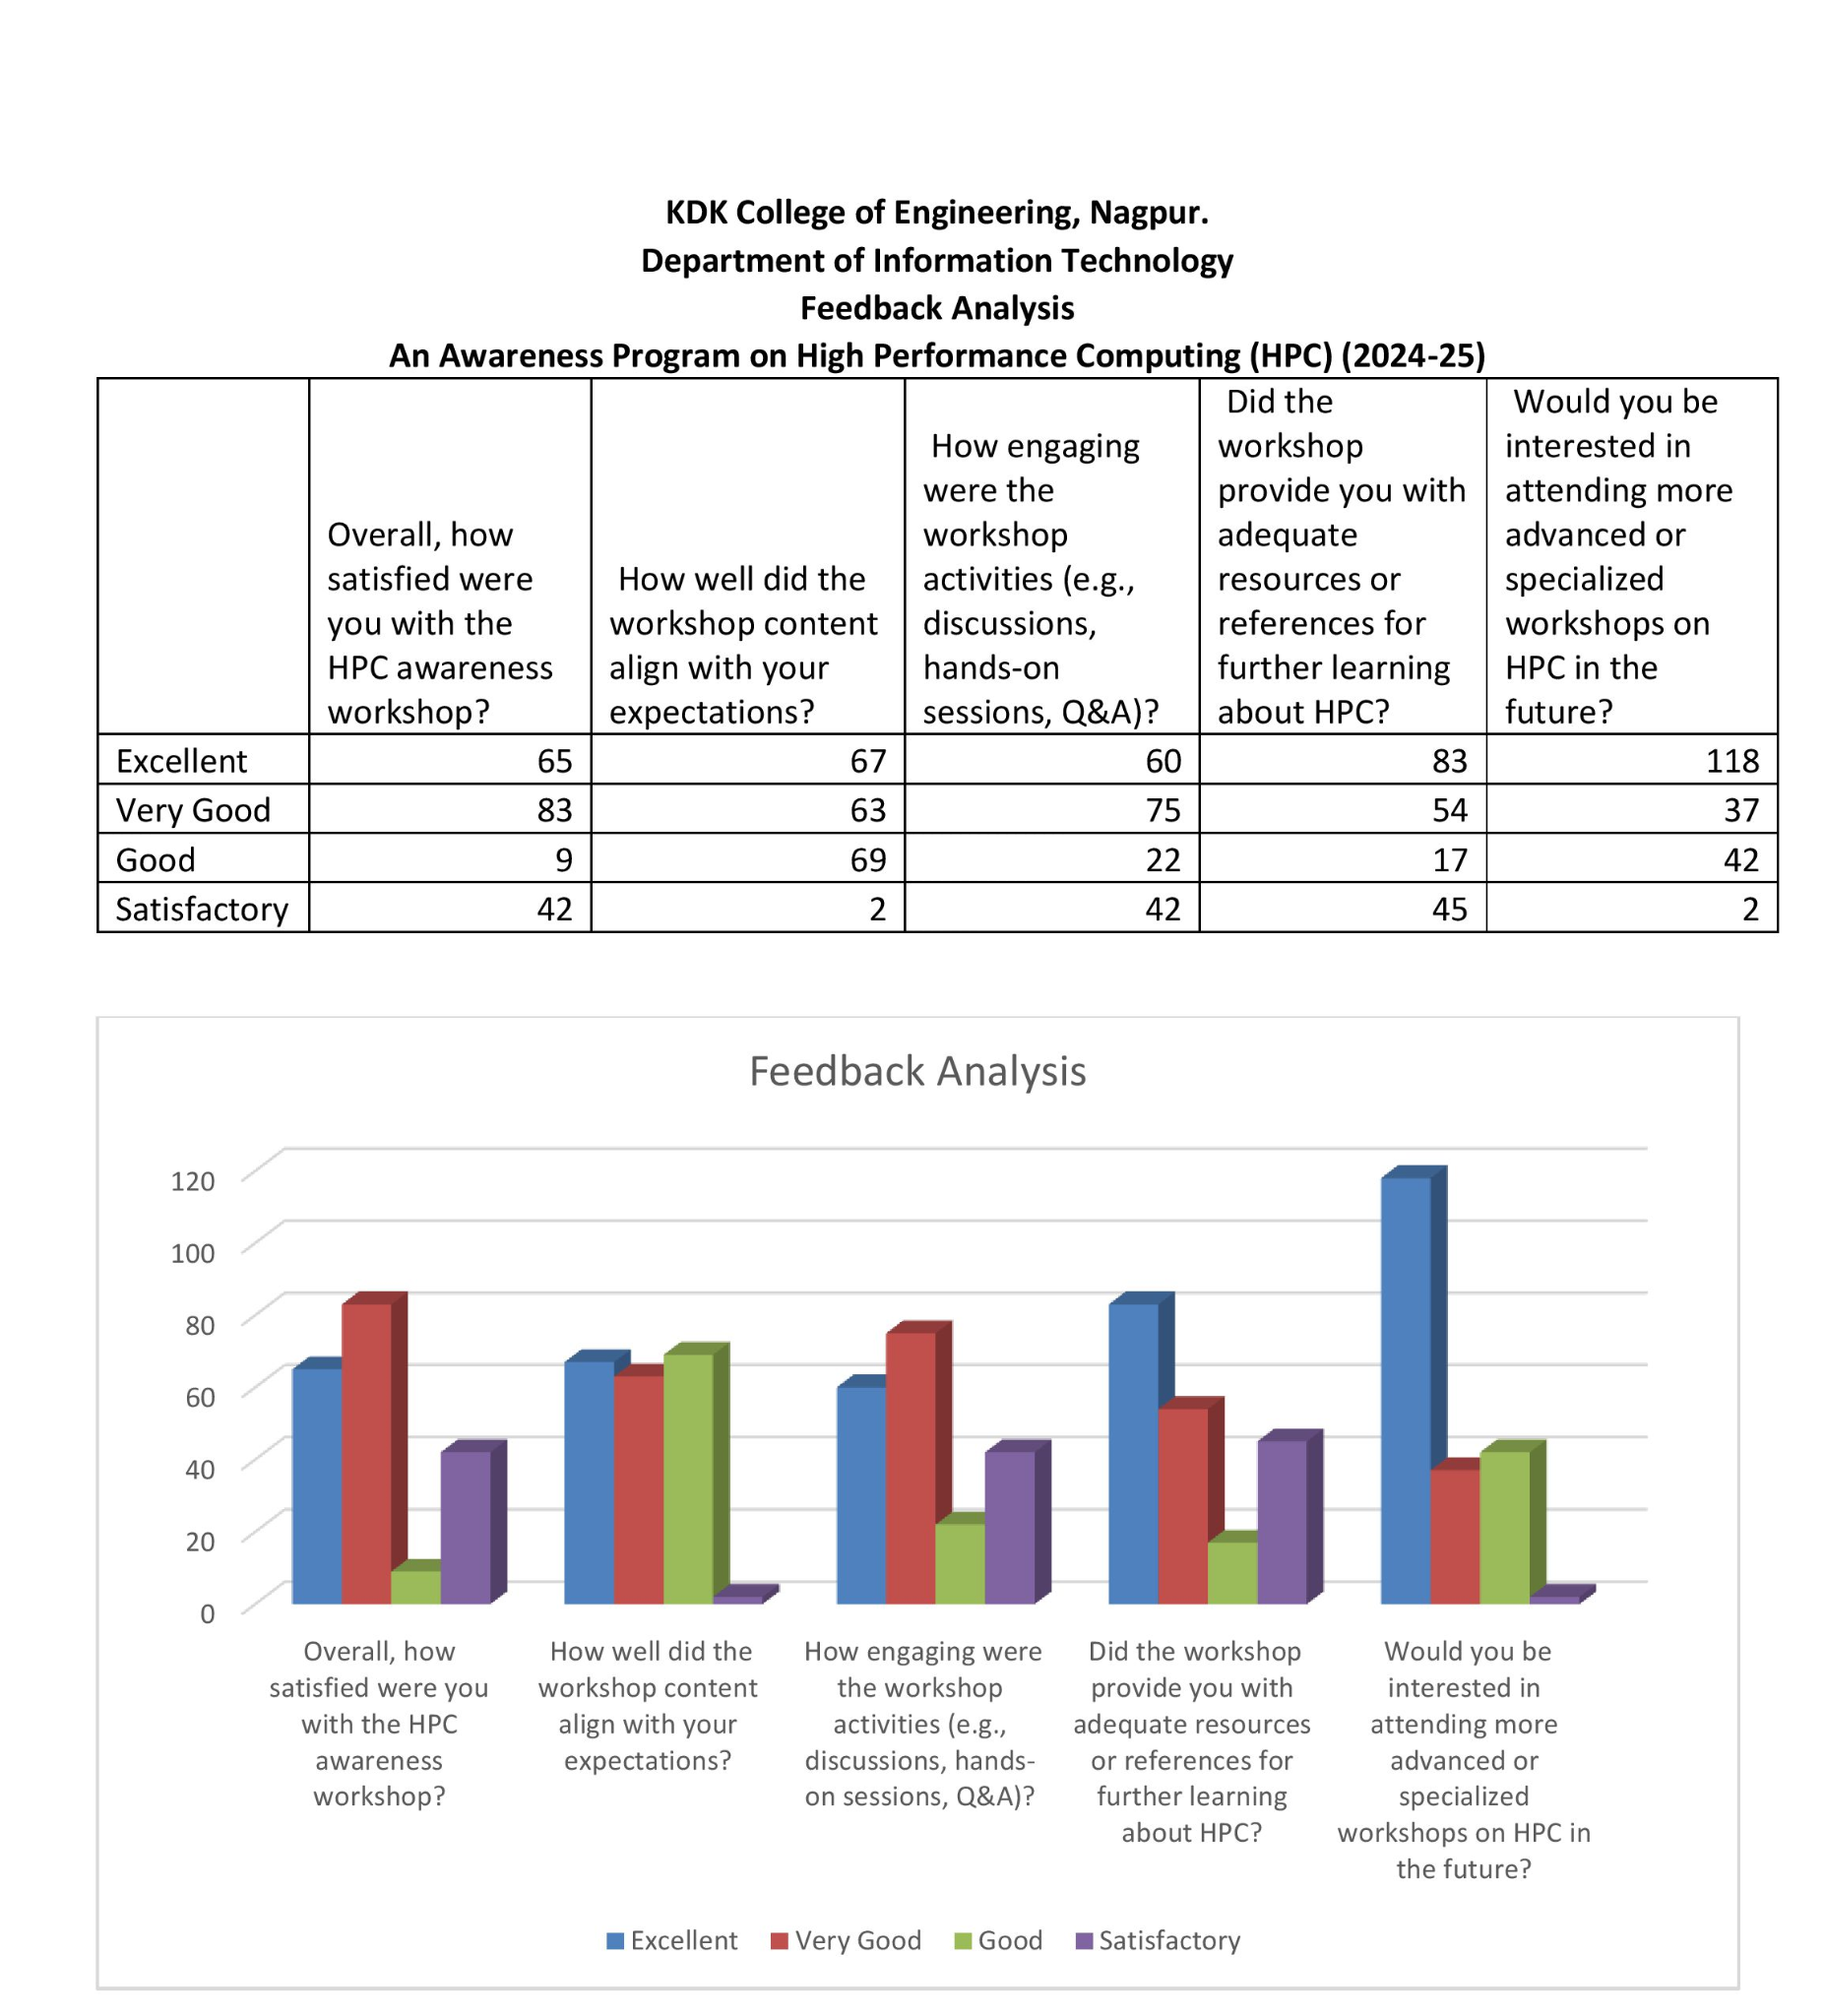 KDK College of Engineering, Nagpur.
Department of Information Technology
Feedback Analysis
An Awareness Program on High Performance Computing (HPC) (2024-25)
Overall, how
satisfied were
you with the
HPC awareness
workshop?
How well did the
workshop content
align with your
expectations?
How engaging
were the
workshop
activities (e.g.,
discussions,
hands-on
sessions, Q&A)?
Did the
workshop
provide you with
adequate
resources or
references for
further learning
about HPC?
Would you be
interested in
attending more
advanced or
specialized
workshops on
HPC in the
future?
Excellent 65 67 60 83 118
Very Good 83 63 75 54 37
Good 9 69 22 17 42
Satisfactory 42 2 42 45 2
Feedback Analysis
120
100
80
60
40
20
0
Overall, how
satisfied were you
with the HPC
awareness
workshop?
How well did the
workshop content
align with your
expectations?
How engaging were
the workshop
activities (e.g.,
discussions, hands-
on sessions, Q&A)?
Did the workshop
provide you with
adequate resources
or references for
further learning
about HPC?
Would you be
interested in
attending more
advanced or
specialized
workshops on HPC in
the future?
Excellent Very Good Good Satisfactory